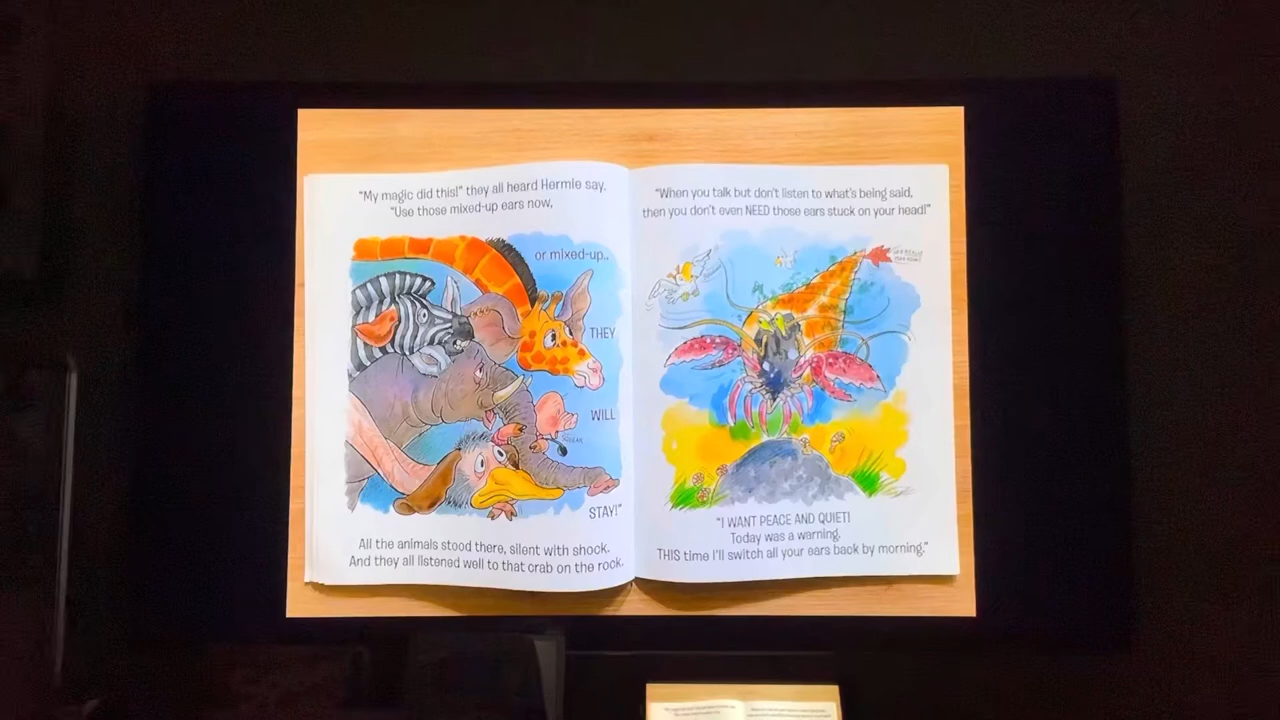 "My magic did this!" they all heard Hermie say.
"Use those mixed-up ears now,
or mixed-up..
THEY
WILL
STAY!"
All the animals stood there, silent with shock.
And they all listened well to that crab on the rock.
"When you talk but don't listen to what's being said,
then you don't even NEED those ears stuck on your head!"
"I WANT PEACE AND QUIET!
Today was a warning.
THIS time I'll switch all your ears back by morning."